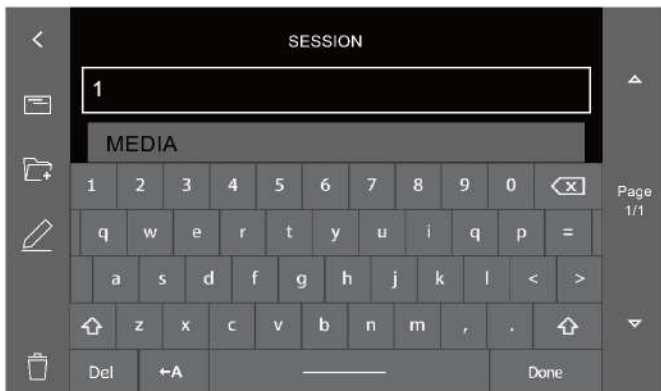 SESSION
1
MEDIA
1 2 3 4 5 6 7 8 9 0
q w e r t y u i q p =
a s d f g h j k l < >
z x c v b n m , .
Del ←A Done
Page
1/1